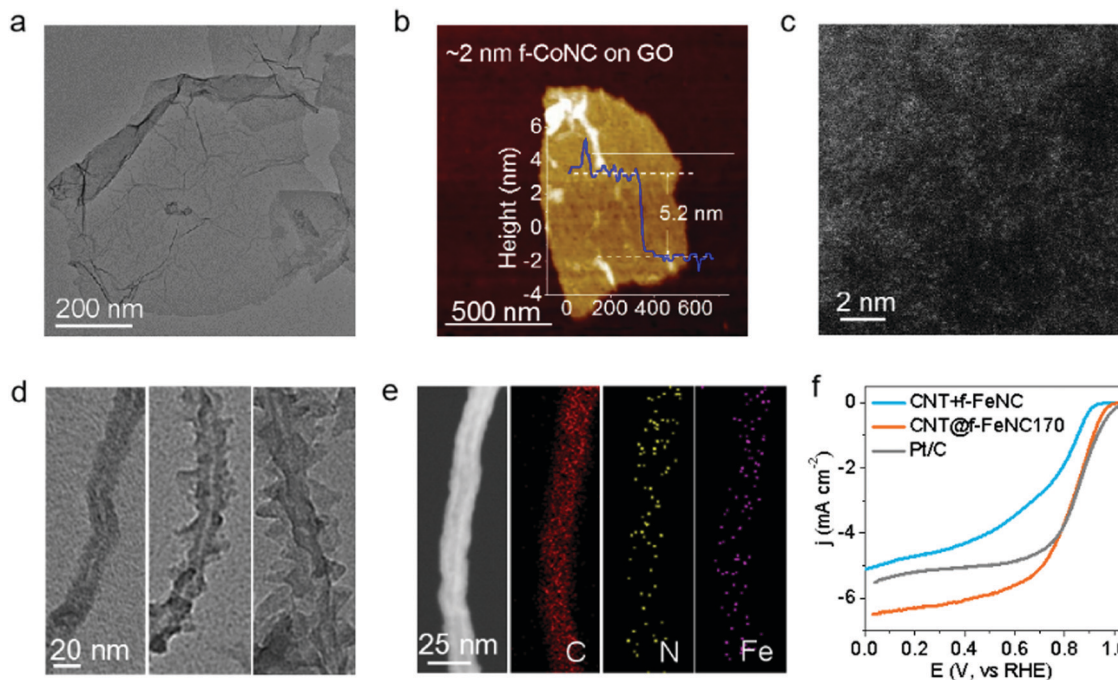 a
200 nm
b
~2 nm f-CoNC on GO
Height (nm)
6
4
2
0
-2
-4
5.2 nm
0 200 400 600
500 nm
c
2 nm
d
20 nm
e
25 nm
C
N
Fe
f
CNT+f-FeNC
CNT@f-FeNC170
Pt/C
j (mA cm-2)
0
-2
-4
-6
0.0 0.2 0.4 0.6 0.8 1.0
E (V, vs RHE)